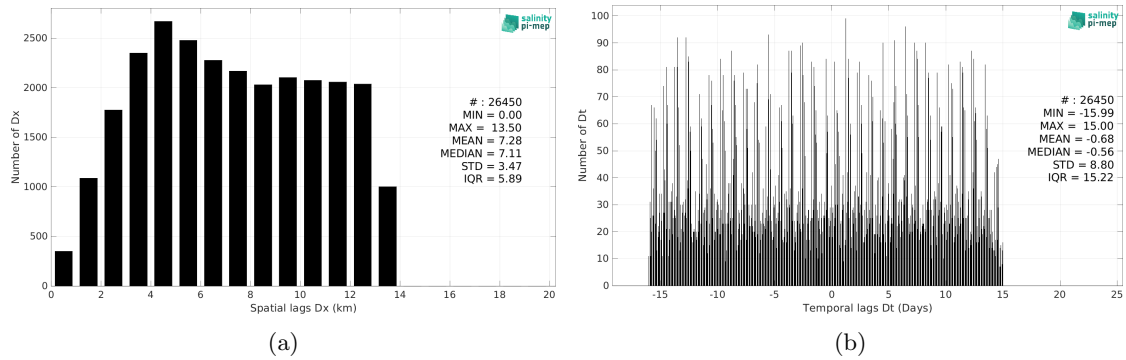 salinity
pi-mep
Number of Dx
2500
2000
1500
1000
500
0
# : 26450
MIN = 0.00
MAX = 13.50
MEAN = 7.28
MEDIAN = 7.11
STD = 3.47
IQR = 5.89
0 2 4 6 8 10 12 14 16 18 20
Spatial lags Dx (km)
(a)
salinity
pi-mep
Number of Dt
100
90
80
70
60
50
40
30
20
10
0
# : 26450
MIN = -15.99
MAX = 15.00
MEAN = -0.68
MEDIAN = -0.56
STD = 8.80
IQR = 15.22
-15 -10 -5 0 5 10 15 20 25
Temporal lags Dt (Days)
(b)